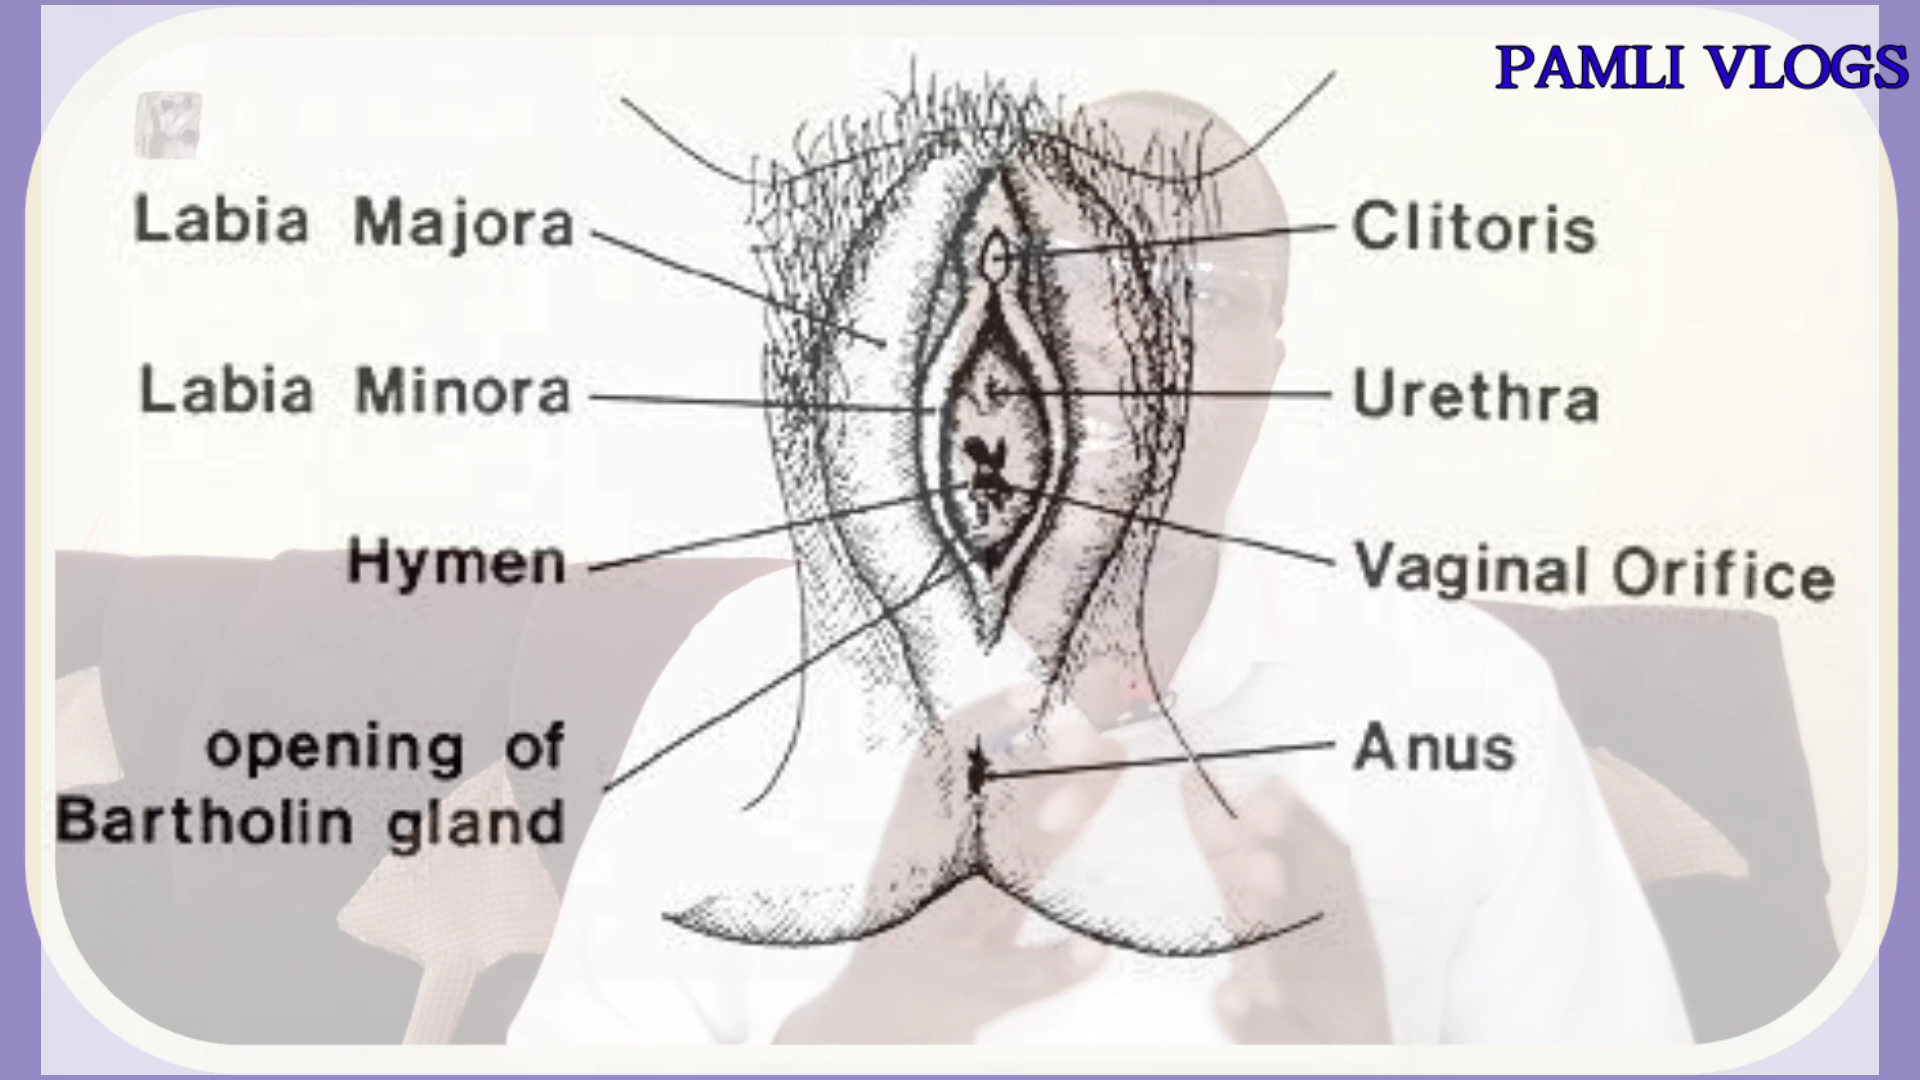 PAMLI VLOGS
Labia Majora
Clitoris
Labia Minora
Urethra
Hymen
Vaginal Orifice
opening of
Bartholin gland
Anus